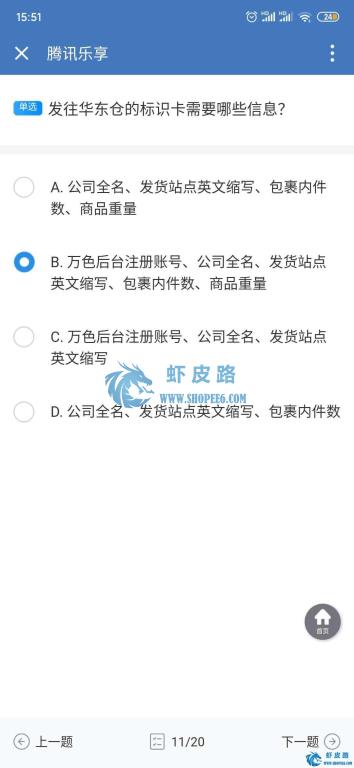 15:51
HD
HD
24
腾讯乐享
单选 发往华东仓的标识卡需要哪些信息？
A. 公司全名、发货站点英文缩写、包裹内件
数、商品重量
B. 万色后台注册账号、公司全名、发货站点
英文缩写、包裹内件数、商品重量
C. 万色后台注册账号、公司全名、发货站点
英文缩写
虾皮路
WWW.SHOPEE6.COM
D. 公司全名、发货站点英文缩写、包裹内件数
首页
上一题 11/20 下一题
虾皮路
WWW.SHOPEE6.COM